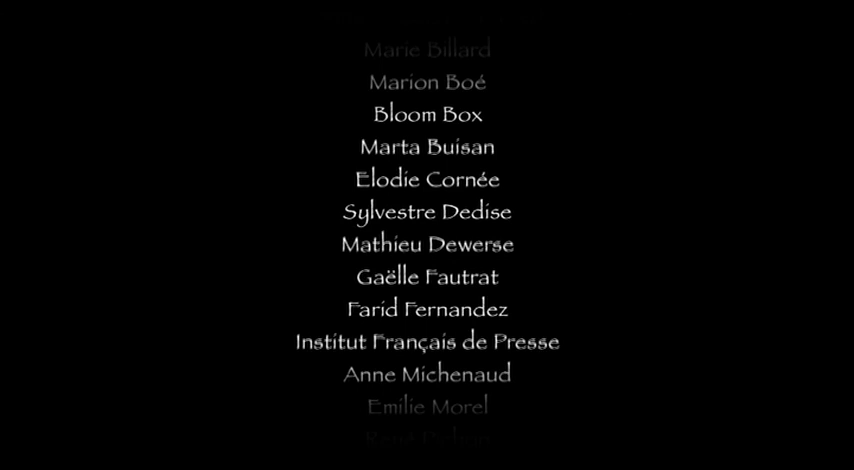 Marie Billard
Marion Boé
Bloom Box
Marta Buisan
Elodie Cornée
Sylvestre Dedise
Mathieu Dewerse
Gaëlle Fautrat
Farid Fernandez
Institut Français de Presse
Anne Michenaud
Emilie Morel